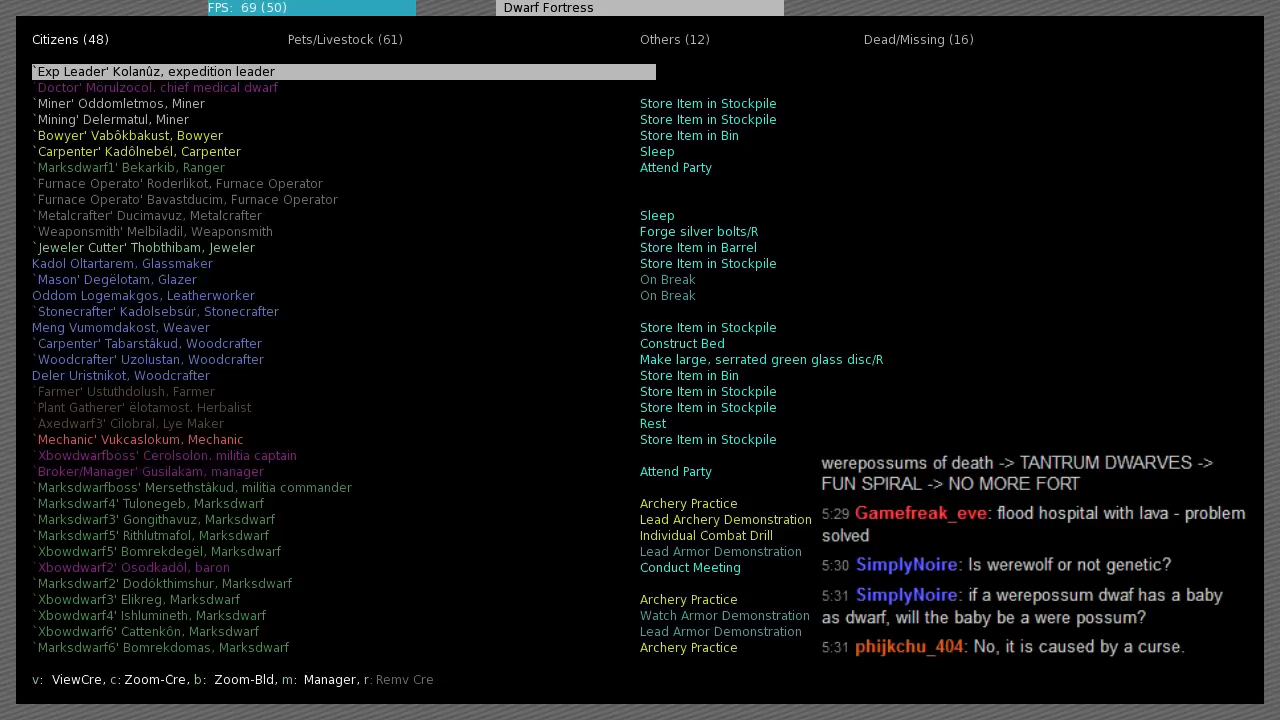 FPS: 69 (50) Dwarf Fortress
Citizens (48) Pets/Livestock (61) Others (12) Dead/Missing (16)
`Exp Leader' Kolanûz, expedition leader
`Doctor' Mörulzocol, chief medical dwarf
`Miner' Oddomletmos, Miner Store Item in Stockpile
`Mining' Delermatul, Miner Store Item in Stockpile
`Bowyer' Vabôkbakust, Bowyer Store Item in Bin
`Carpenter' Kadôlnebél, Carpenter Sleep
`Marksdwarf1' Bekarkib, Ranger Attend Party
`Furnace Operato' Roderlikot, Furnace Operator
`Furnace Operato' Bavastducim, Furnace Operator
`Metalcrafter' Ducimavuz, Metalcrafter Sleep
`Weaponsmith' Melbiladil, Weaponsmith Forge silver bolts/R
`Jeweler Cutter' Thobthibam, Jeweler Store Item in Barrel
Kadol Oltartarem, Glassmaker Store Item in Stockpile
`Mason' Degëlotam, Glazer On Break
Oddom Logemakgos, Leatherworker On Break
`Stonecrafter' Kadolsebsúr, Stonecrafter
Meng Vumomdakost, Weaver Store Item in Stockpile
`Carpenter' Tabarstâkud, Woodcrafter Construct Bed
`Woodcrafter' Uzolustan, Woodcrafter Make large, serrated green glass disc/R
Deler Uristnikot, Woodcrafter Store Item in Bin
`Farmer' Ustuthdolush, Farmer Store Item in Stockpile
`Plant Gatherer' ëlotamost, Herbalist Store Item in Stockpile
`Axedwarf3' Cilobral, Lye Maker Rest
`Mechanic' Vukcaslokum, Mechanic Store Item in Stockpile
`Xbowdwarfboss' Cerolsolon, militia captain
`Broker/Manager' Gusilakam, manager Attend Party
`Marksdwarfboss' Mersethstâkud, militia commander
`Marksdwarf4' Tulonegeb, Marksdwarf Archery Practice
`Marksdwarf3' Gongithavuz, Marksdwarf Lead Archery Demonstration
`Marksdwarf5' Rithlutmafol, Marksdwarf Individual Combat Drill
`Xbowdwarf5' Bomrekdegël, Marksdwarf Lead Armor Demonstration
`Xbowdwarf2' Osodkadôl, baron Conduct Meeting
`Marksdwarf2' Dodókthimshur, Marksdwarf
`Xbowdwarf3' Elikreg, Marksdwarf Archery Practice
`Xbowdwarf4' Ishlumineth, Marksdwarf Watch Armor Demonstration
`Xbowdwarf6' Cattenkôn, Marksdwarf Lead Armor Demonstration
`Marksdwarf6' Bomrekdomas, Marksdwarf Archery Practice
werepossums of death -> TANTRUM DWARVES ->
FUN SPIRAL -> NO MORE FORT
5:29 Gamefreak_eve: flood hospital with lava - problem
solved
5:30 SimplyNoire: Is werewolf or not genetic?
5:31 SimplyNoire: if a werepossum dwaf has a baby
as dwarf, will the baby be a were possum?
5:31 phijkchu_404: No, it is caused by a curse.
v: ViewCre, c: Zoom-Cre, b: Zoom-Bld, m: Manager, r: Remv Cre